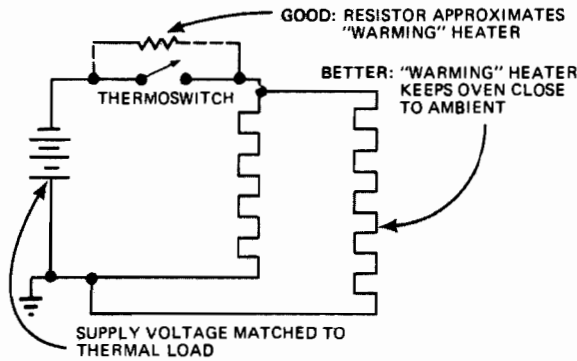 GOOD: RESISTOR APPROXIMATES
"WARMING" HEATER
BETTER: "WARMING" HEATER
KEEPS OVEN CLOSE
TO AMBIENT
THERMOSWITCH
SUPPLY VOLTAGE MATCHED TO
THERMAL LOAD